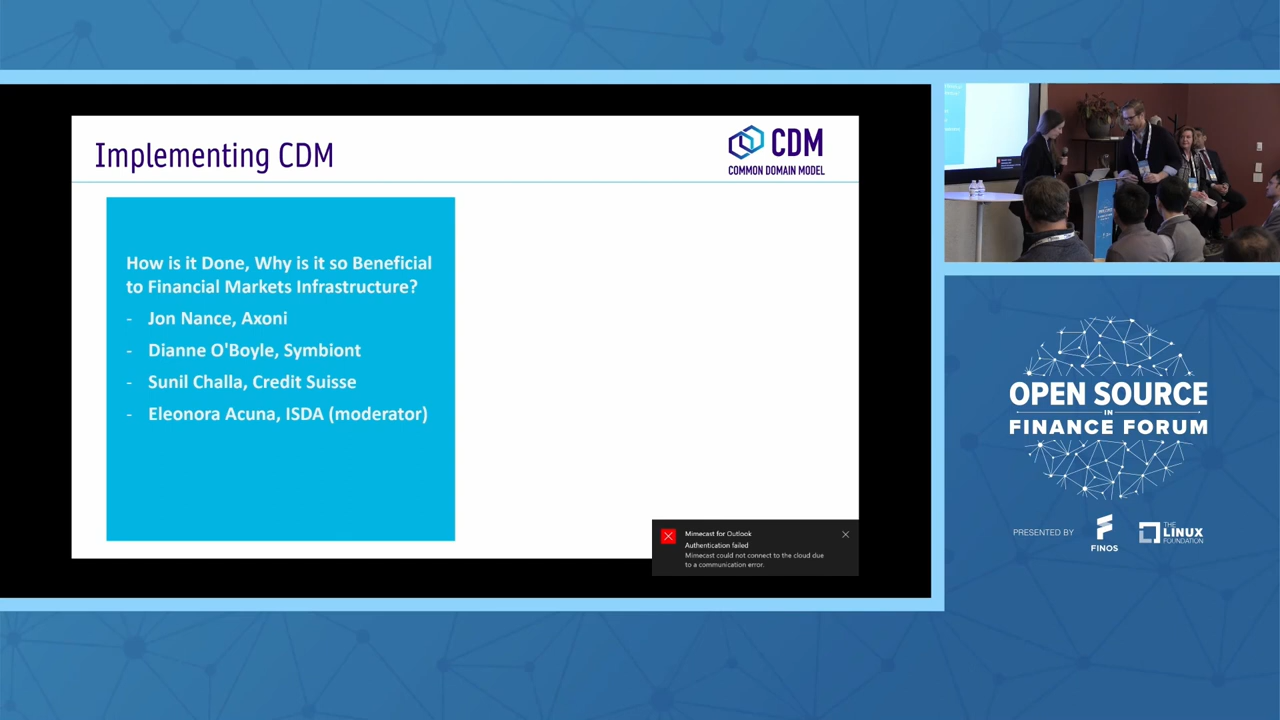 Implementing CDM
CDM
COMMON DOMAIN MODEL
How is it Done, Why is it so Beneficial
to Financial Markets Infrastructure?
- Jon Nance, Axoni
- Dianne O'Boyle, Symbiont
- Sunil Challa, Credit Suisse
- Eleonora Acuna, ISDA (moderator)
Mimecast for Outlook
Authentication failed
Mimecast could not connect to the cloud due
to a communication error.
OPEN SOURCE
IN
FINANCE FORUM
PRESENTED BY
FINOS
THE
LINUX
FOUNDATION